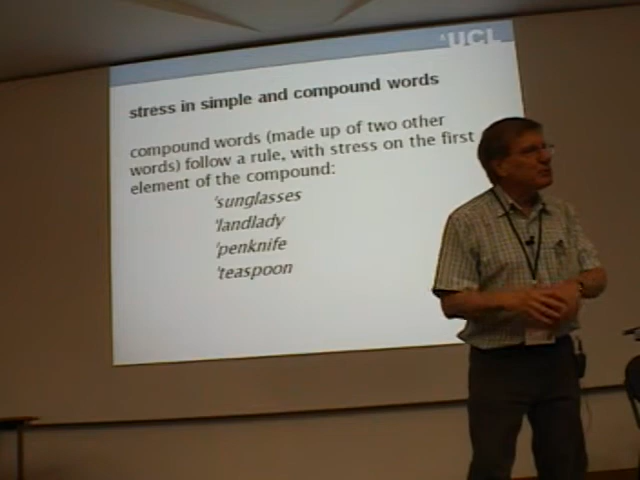 UCL
stress in simple and compound words
compound words (made up of two other
words) follow a rule, with stress on the first
element of the compound:
'sunglasses
'landlady
'penknife
'teaspoon